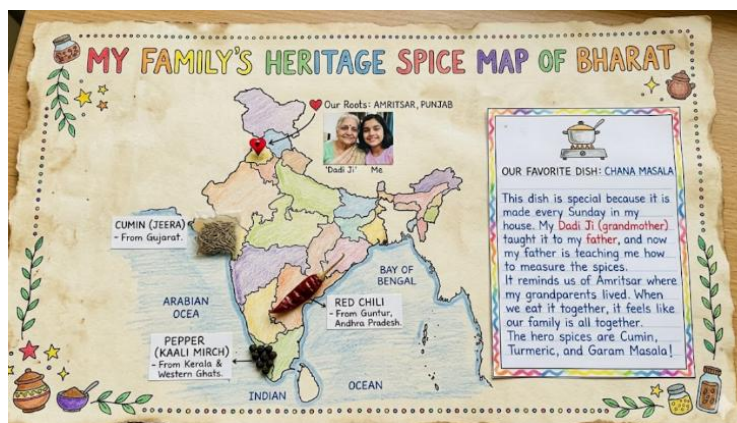 MY FAMILY'S HERITAGE SPICE MAP OF BHARAT
Our Roots: AMRITSAR, PUNJAB
'Dadi Ji' Me
CUMIN (JEERA)
- From Gujarat.
ARABIAN
OCEA
BAY OF
BENGAL
RED CHILI
- From Guntur,
Andhra Pradesh.
PEPPER
(KAALI MIRCH)
- From Kerala &
Western Ghats.
INDIAN OCEAN
OUR FAVORITE DISH: CHANA MASALA
This dish is special because it is
made every Sunday in my
house. My Dadi Ji (grandmother)
taught it to my father, and now
my father is teaching me how
to measure the spices.
It reminds us of Amritsar where
my grandparents lived. When
we eat it together, it feels like
our family is all together.
The hero spices are Cumin,
Turmeric, and Garam Masala!